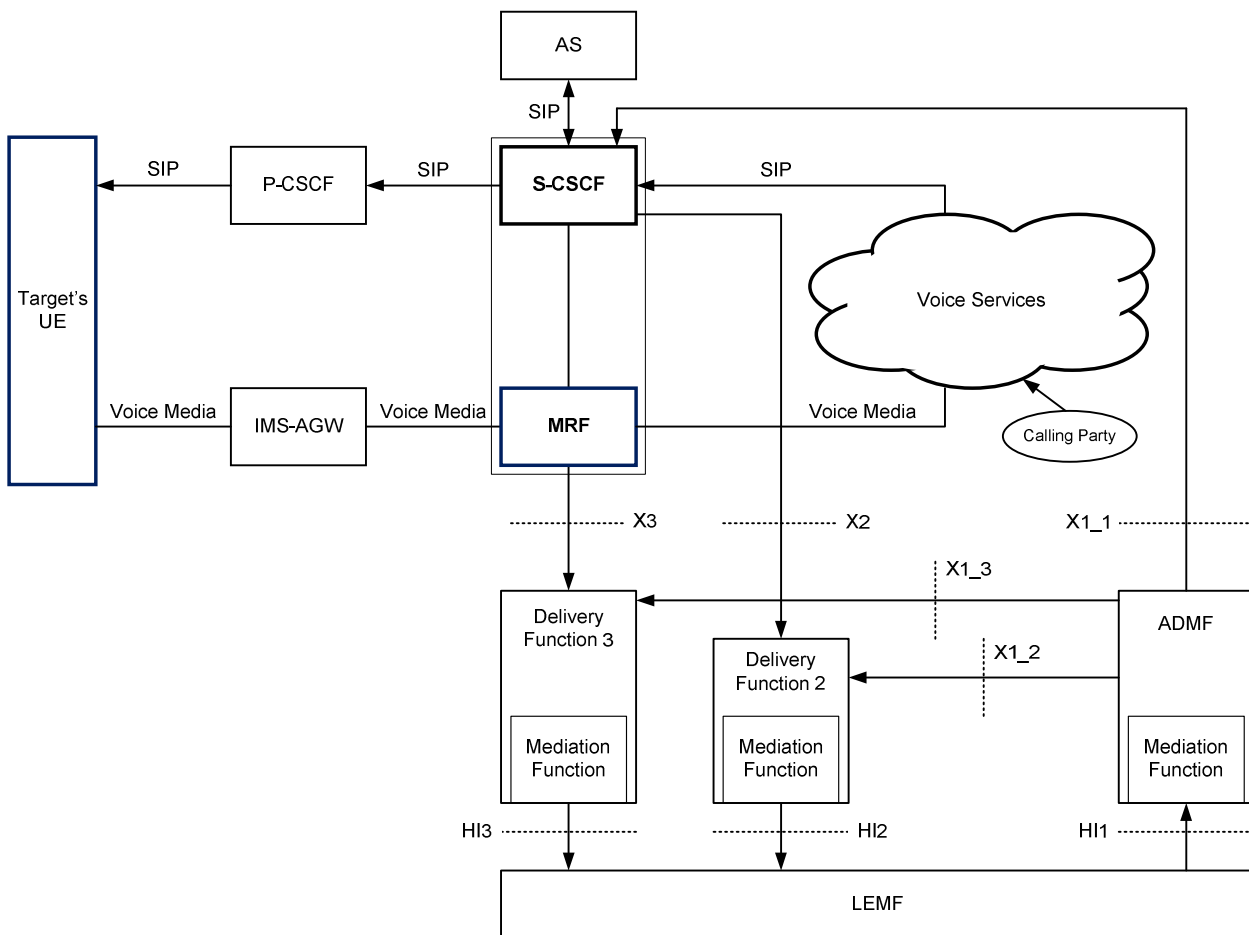 AS
SIP
SIP
P-CSCF
SIP
S-CSCF
SIP
Target's
UE
Voice Services
Voice Media
IMS-AGW
Voice Media
MRF
Voice Media
Calling Party
X3
X2
X1_1
X1_3
Delivery
Function 3
ADMF
X1_2
Delivery
Function 2
Mediation
Function
Mediation
Function
Mediation
Function
HI3
HI2
HI1
LEMF